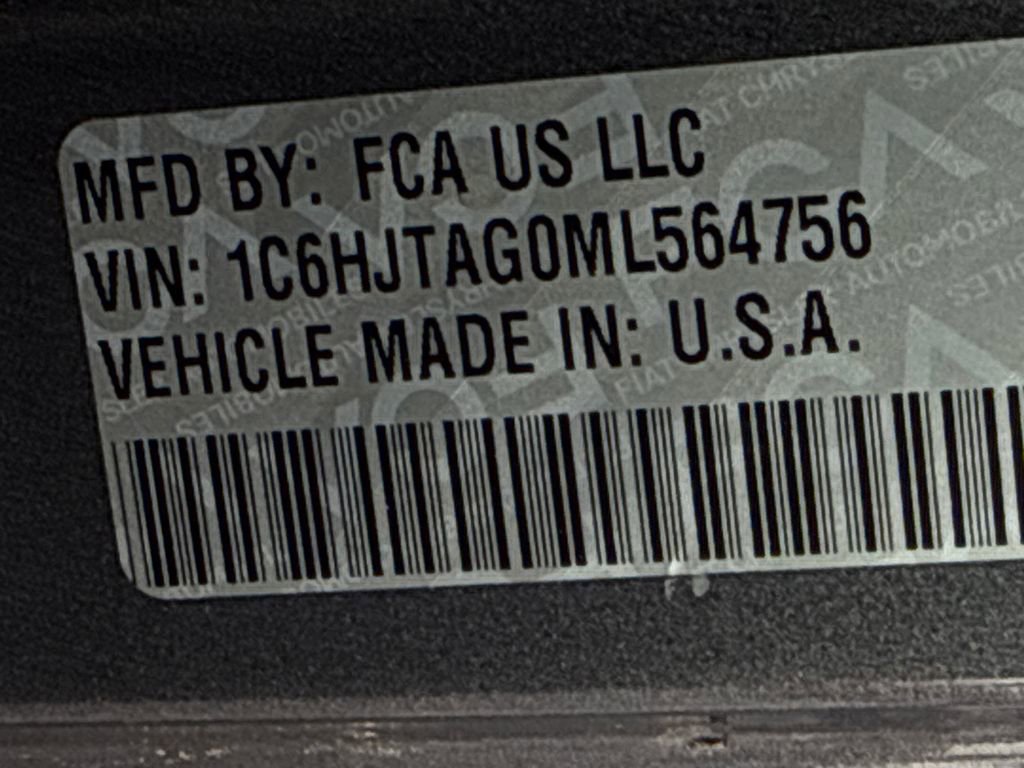 MFD BY: FCA US LLC
VIN: 1C6HJTAG0ML564756
VEHICLE MADE IN: U.S.A.